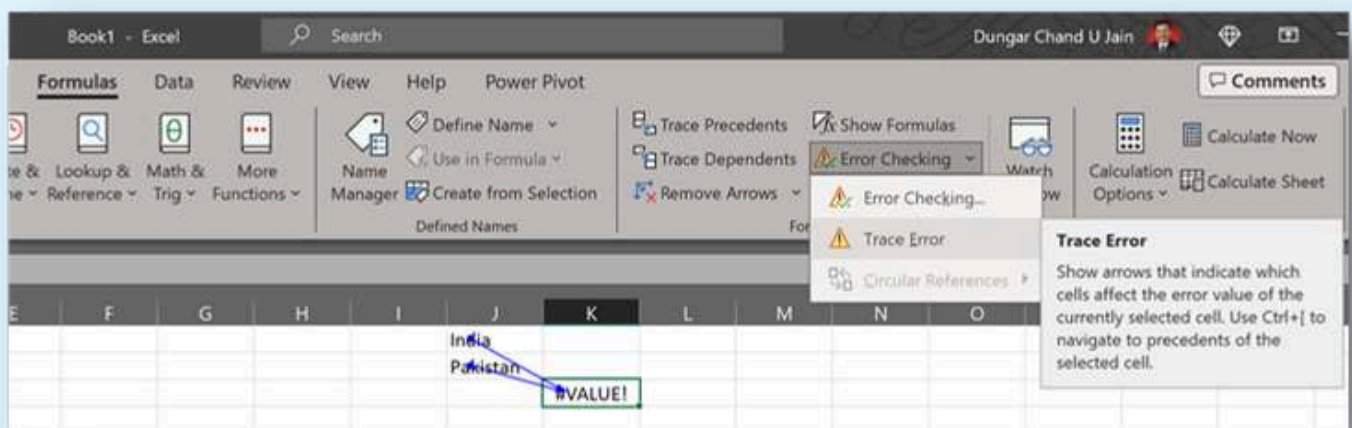 Book1 - Excel
Search
Dungar Chand U Jain
Formulas Data Review View Help Power Pivot
Comments
Lookup & Reference
Math & Trig
More Functions
Name Manager
Define Name
Use in Formula
Create from Selection
Defined Names
Trace Precedents
Trace Dependents
Remove Arrows
Show Formulas
Error Checking
Error Checking...
Trace Error
Circular References
Watch
Calculation Options
Calculate Now
Calculate Sheet
Trace Error
Show arrows that indicate which
cells affect the error value of the
currently selected cell. Use Ctrl+[ to
navigate to precedents of the
selected cell.
E F G H I J K L M N O
India
Pakistan
#VALUE!